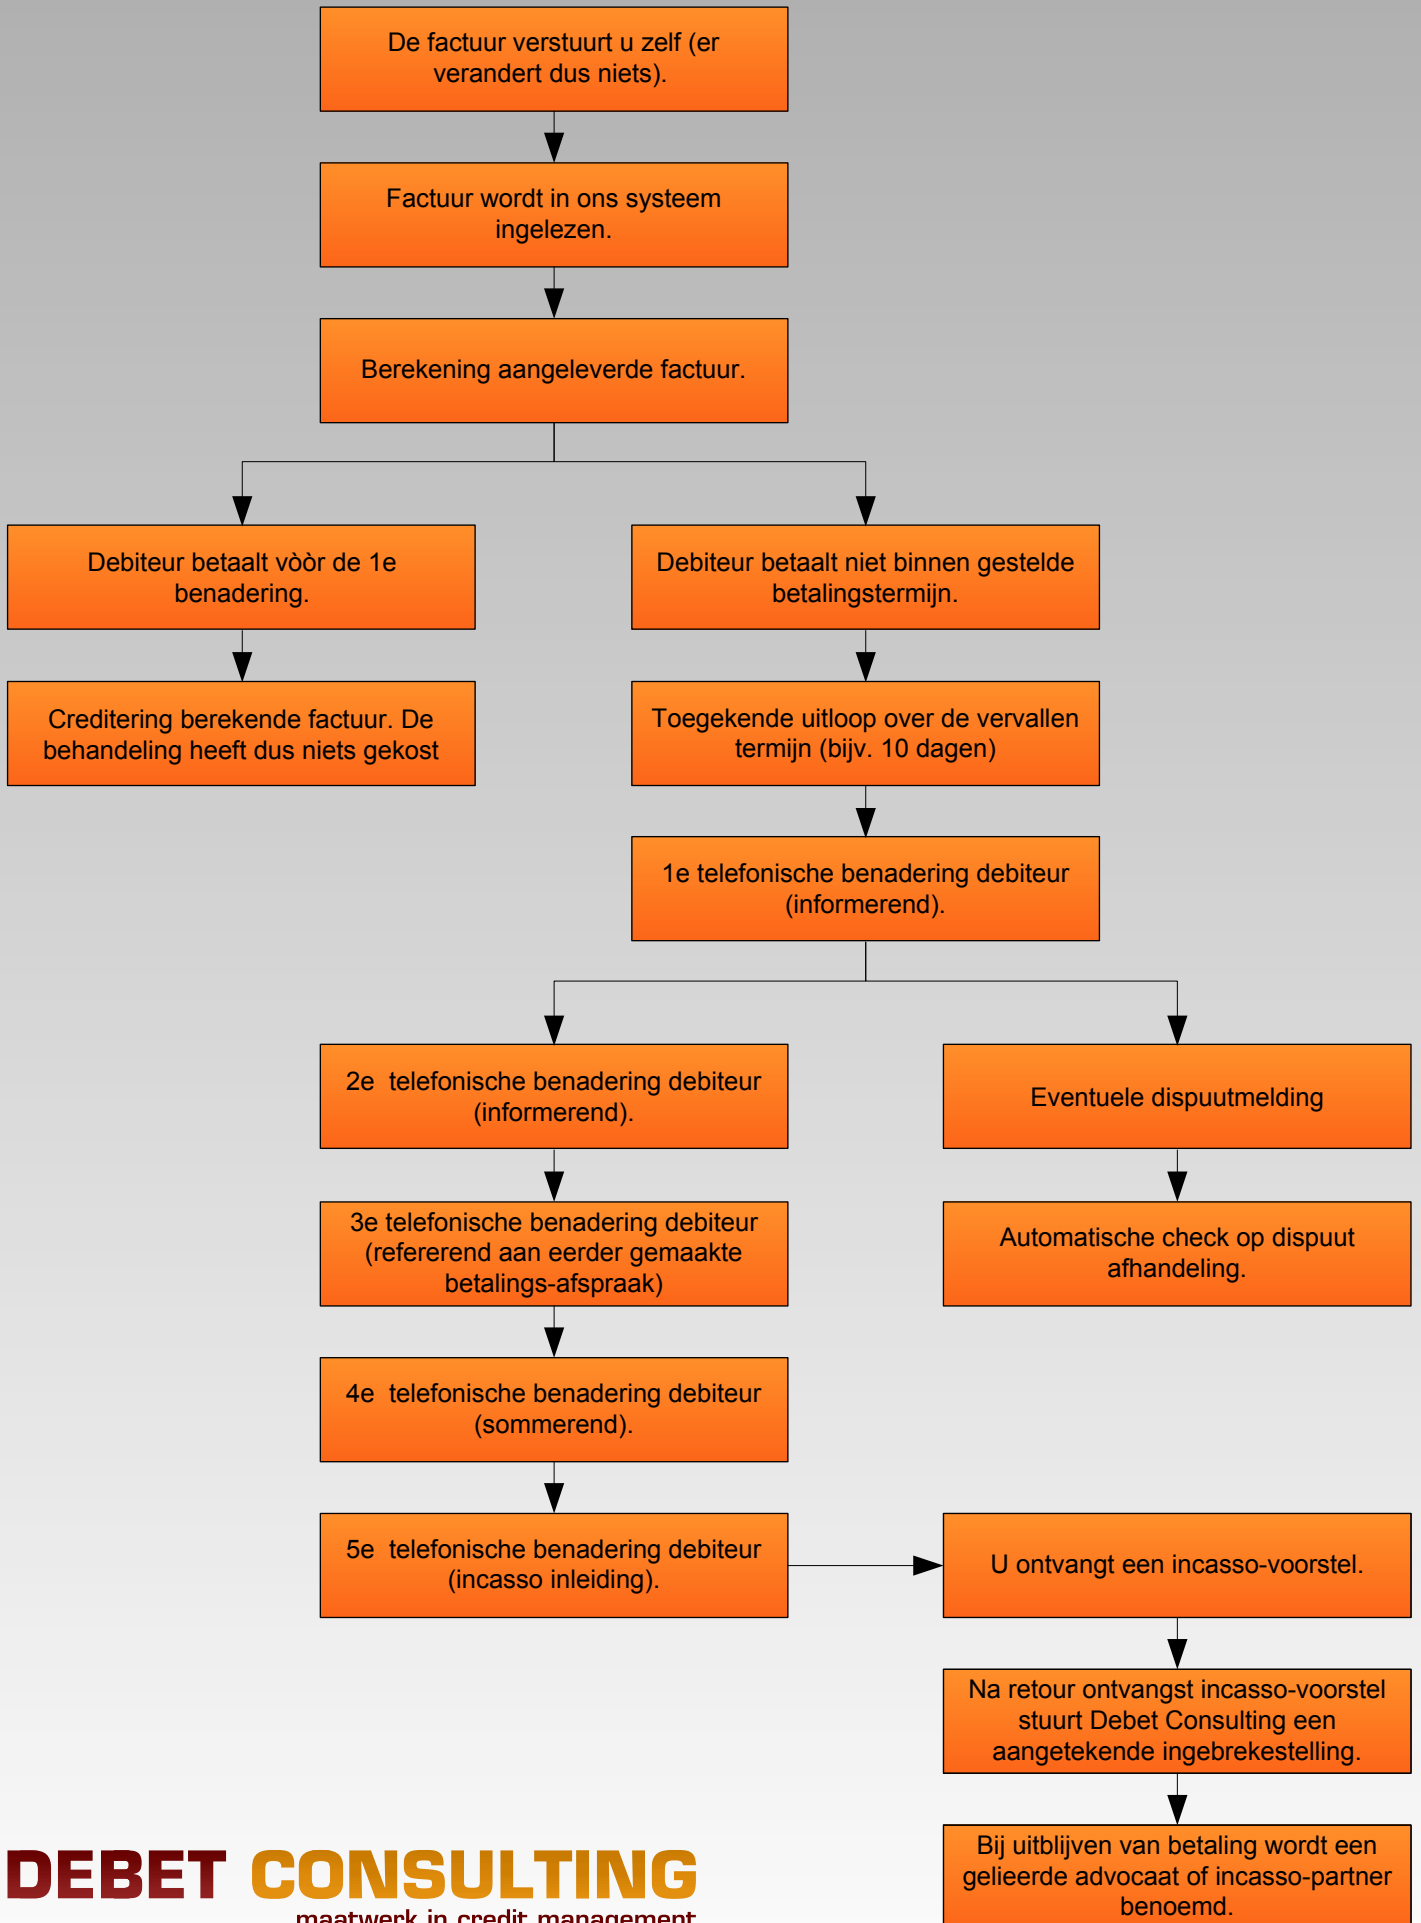 De factuur verstuurt u zelf (er
verandert dus niets).
Factuur wordt in ons systeem
ingelezen.
Berekening aangeleverde factuur.
Debiteur betaalt vòòr de 1e
benadering.
Debiteur betaalt niet binnen gestelde
betalingstermijn.
Creditering berekende factuur. De
behandeling heeft dus niets gekost
Toegekende uitloop over de vervallen
termijn (bijv. 10 dagen)
1e telefonische benadering debiteur
(informerend).
2e  telefonische benadering debiteur
(informerend).
Eventuele dispuutmelding
3e telefonische benadering debiteur
(refererend aan eerder gemaakte
betalings-afspraak)
Automatische check op dispuut
afhandeling.
4e  telefonische benadering debiteur
(sommerend).
5e  telefonische benadering debiteur
(incasso inleiding).
U ontvangt een incasso-voorstel.
Na retour ontvangst incasso-voorstel
stuurt Debet Consulting een
aangetekende ingebrekestelling.
Bij uitblijven van betaling wordt een
gelieerde advocaat of incasso-partner
benoemd.
DEBET CONSULTING
maatwerk in credit management